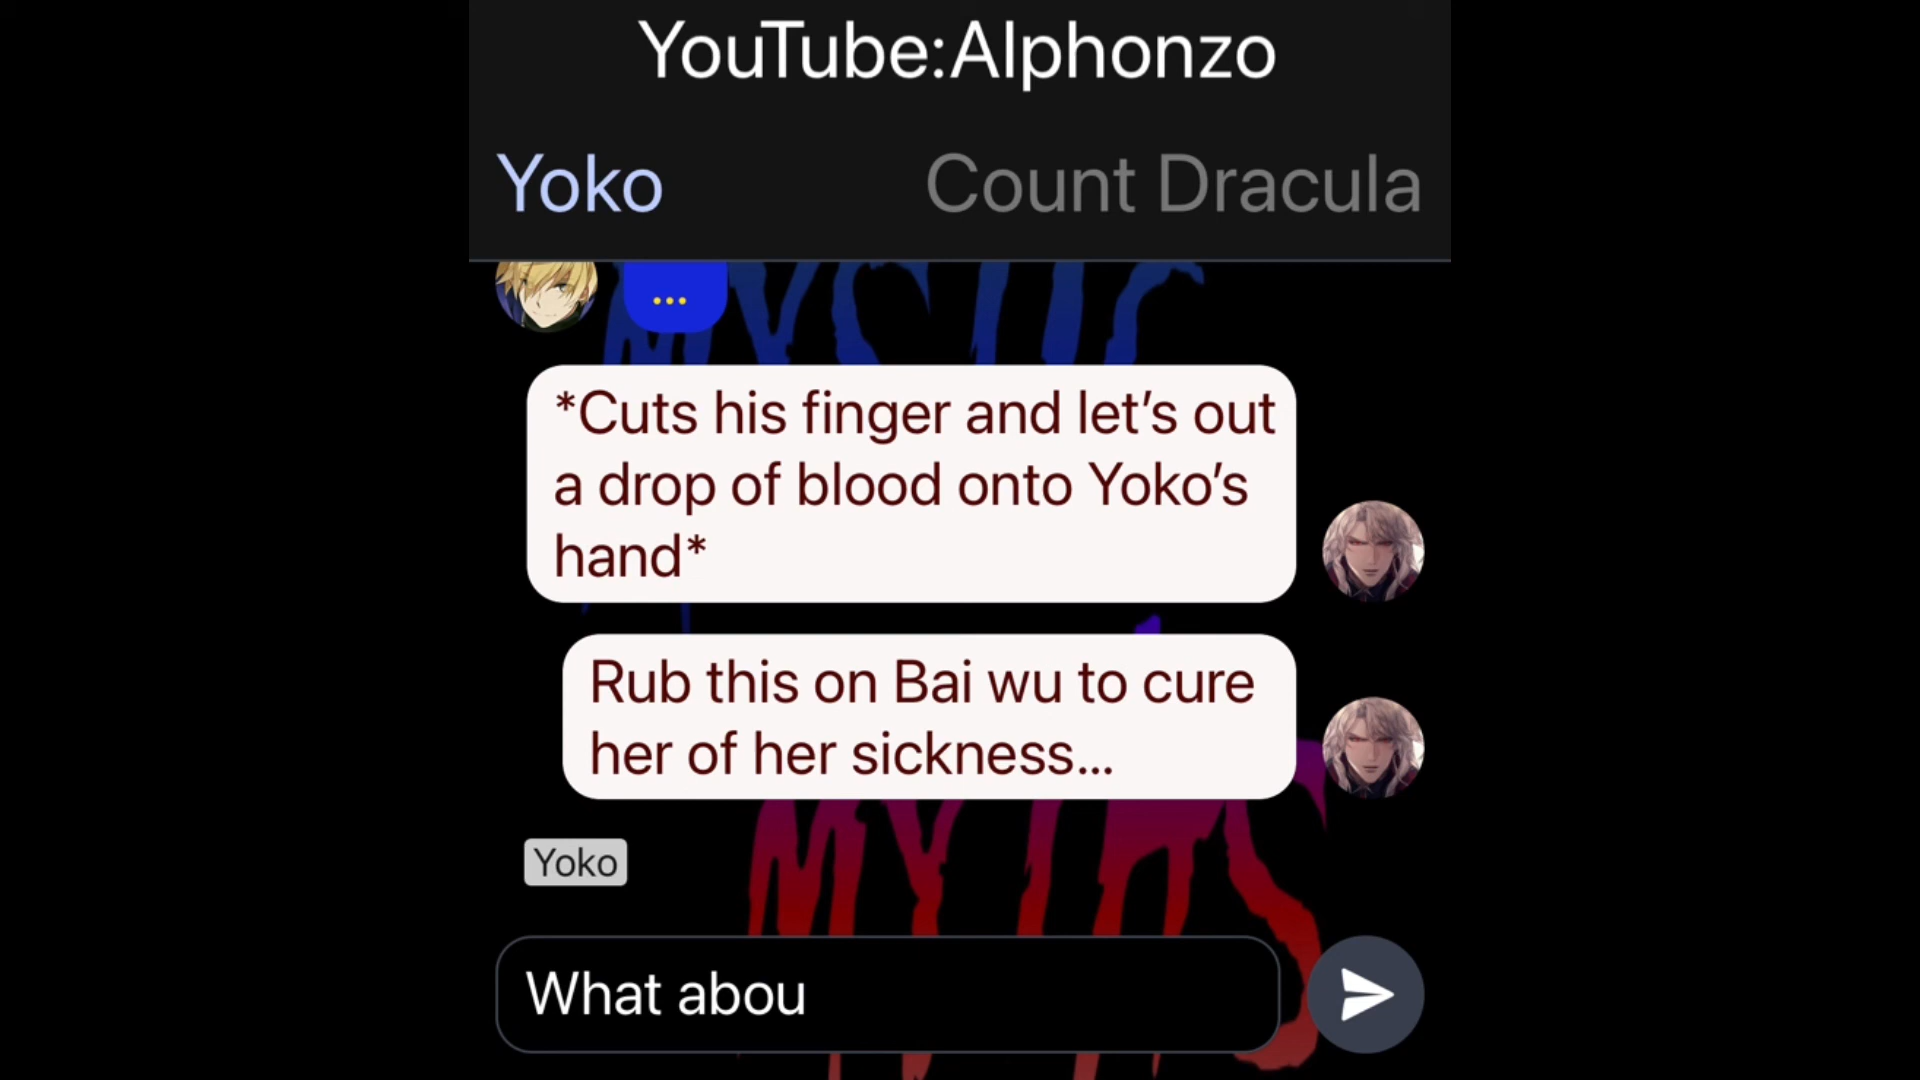 YouTube:Alphonzo
Yoko
Count Dracula
...
*Cuts his finger and let’s out
a drop of blood onto Yoko’s
hand*
Rub this on Bai wu to cure
her of her sickness...
Yoko
What abou